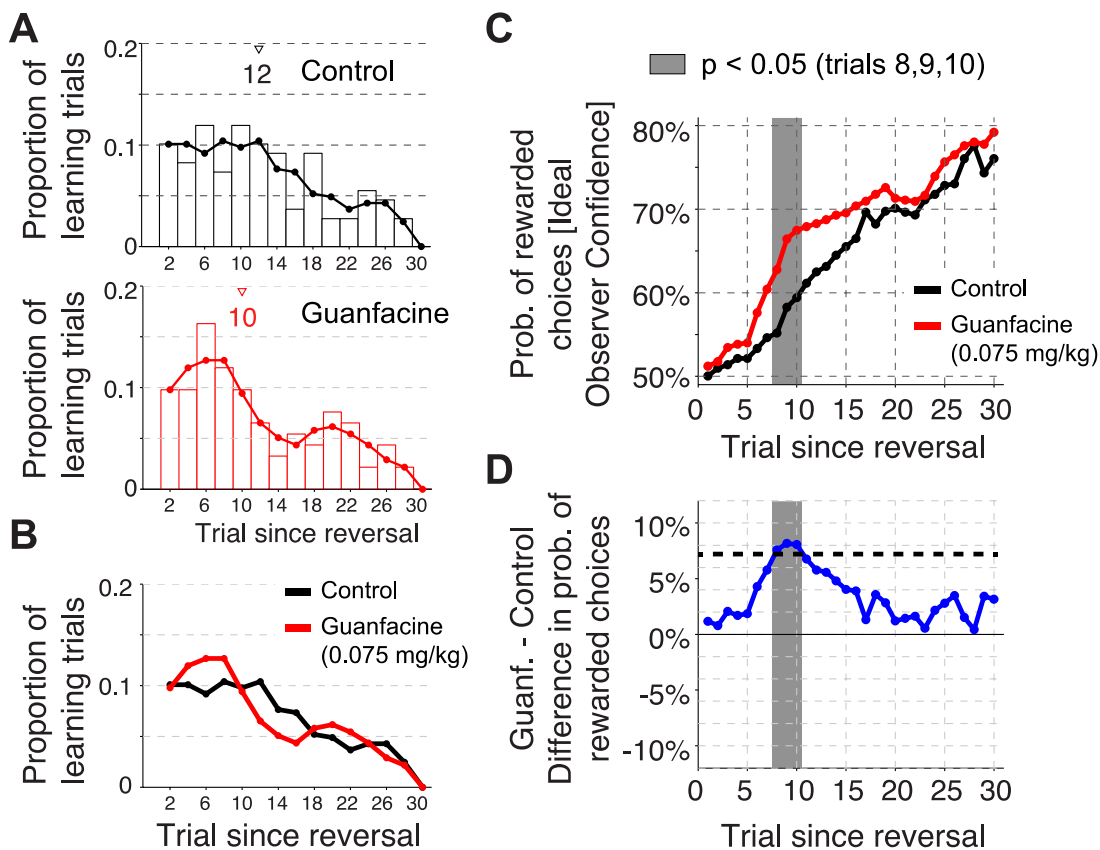 A
Proportion of
learning trials
0.2
0.1
0
12
Control
2 6 10 14 18 22 26 30
Proportion of
learning trials
0.2
0.1
0
10
Guanfacine
2 6 10 14 18 22 26 30
Trial since reversal
B
Proportion of
learning trials
0.2
0.1
0
Control
Guanfacine
(0.075 mg/kg)
2 6 10 14 18 22 26 30
Trial since reversal
C
p < 0.05 (trials 8,9,10)
Prob. of rewarded
choices [Ideal
Observer Confidence]
80%
70%
60%
50%
Control
Guanfacine
(0.075 mg/kg)
0 5 10 15 20 25 30
Trial since reversal
D
Guanf. - Control
Difference in prob. of
rewarded choices
10%
5%
0%
-5%
-10%
0 5 10 15 20 25 30
Trial since reversal